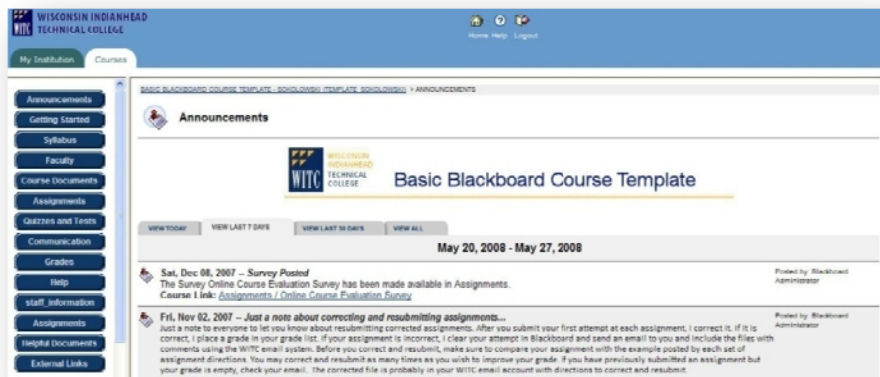 WISCONSIN INDIANHEAD
TECHNICAL COLLEGE
WITC
Home Help Logout
My Institution Courses
BASIC BLACKBOARD COURSE TEMPLATE - SOKOLOWSKI (TEMPLATE_SOKOLOWSKI) > ANNOUNCEMENTS
Announcements
Getting Started
Syllabus
Faculty
Course Documents
Assignments
Quizzes and Tests
Communication
Grades
Help
staff_information
Assignments
Helpful Documents
External Links
Announcements
WISCONSIN
INDIANHEAD
TECHNICAL
COLLEGE
WITC
Basic Blackboard Course Template
VIEW TODAY VIEW LAST 7 DAYS VIEW LAST 30 DAYS VIEW ALL
May 20, 2008 - May 27, 2008
Sat, Dec 08, 2007 -- Survey Posted
The Survey Online Course Evaluation Survey has been made available in Assignments.
Course Link: Assignments / Online Course Evaluation Survey
Posted by: Blackboard
Administrator
Fri, Nov 02, 2007 -- Just a note about correcting and resubmitting assignments...
Posted by: Blackboard
Administrator
Just a note to everyone to let you know about resubmitting corrected assignments. After you submit your first attempt at each assignment, I correct it. If it is
correct, I place a grade in your grade list. If your assignment is incorrect, I clear your attempt in Blackboard and send an email to you and include the files with
comments using the WITC email system. Before you correct and resubmit, make sure to compare your assignment with the example posted by each set of
assignment directions. You may correct and resubmit as many times as you wish to improve your grade. If you have previously submitted an assignment but
your grade is empty, check your email. The corrected file is probably in your WITC email account with directions to correct and resubmit.